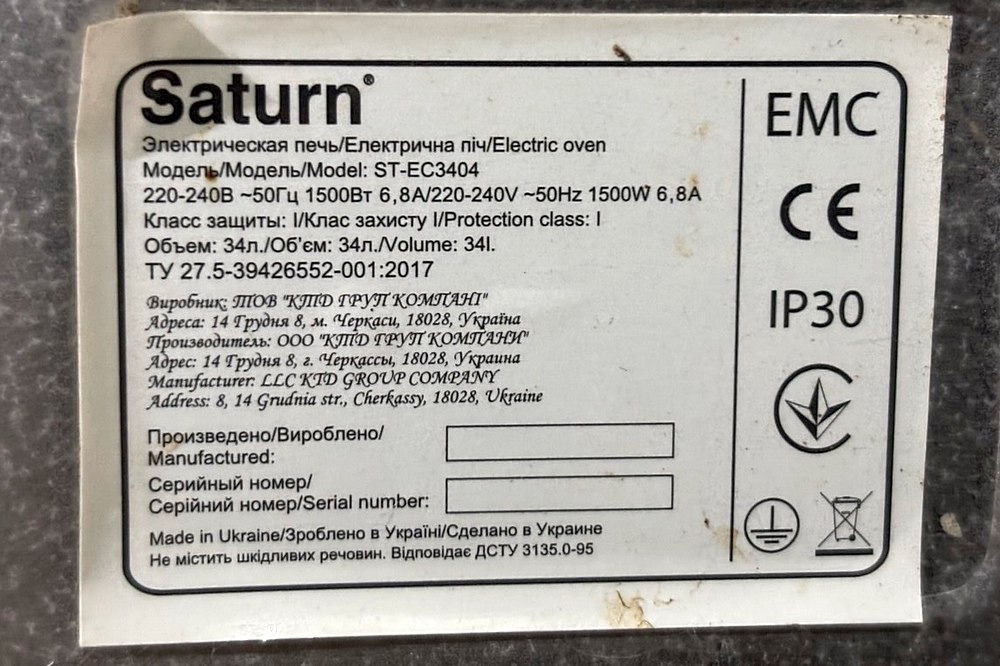 Saturn®
Электрическая печь/Електрична піч/Electric oven
Модель/Модель/Model: ST-EC3404
220-240В ~50Гц 1500Вт 6,8А/220-240V ~50Hz 1500W 6,8A
Класс защиты: I/Клас захисту I/Protection class: I
Объем: 34л./Об'єм: 34л./Volume: 34l.
ТУ 27.5-39426552-001:2017
Виробник: ТОВ "КТД ГРУП КОМПАНІ"
Адреса: 14 Грудня 8, м. Черкаси, 18028, Україна
Производитель: ООО "КТД ГРУП КОМПАНИ"
Адрес: 14 Грудня 8, г. Черкассы, 18028, Украина
Manufacturer: LLC KTD GROUP COMPANY
Address: 8, 14 Grudnia str., Cherkassy, 18028, Ukraine
Произведено/Вироблено/
Manufactured:
Серийный номер/
Серійний номер/Serial number:
Made in Ukraine/Зроблено в Україні/Сделано в Украине
Не містить шкідливих речовин. Відповідає ДСТУ 3135.0-95
EMC
CE
IP30